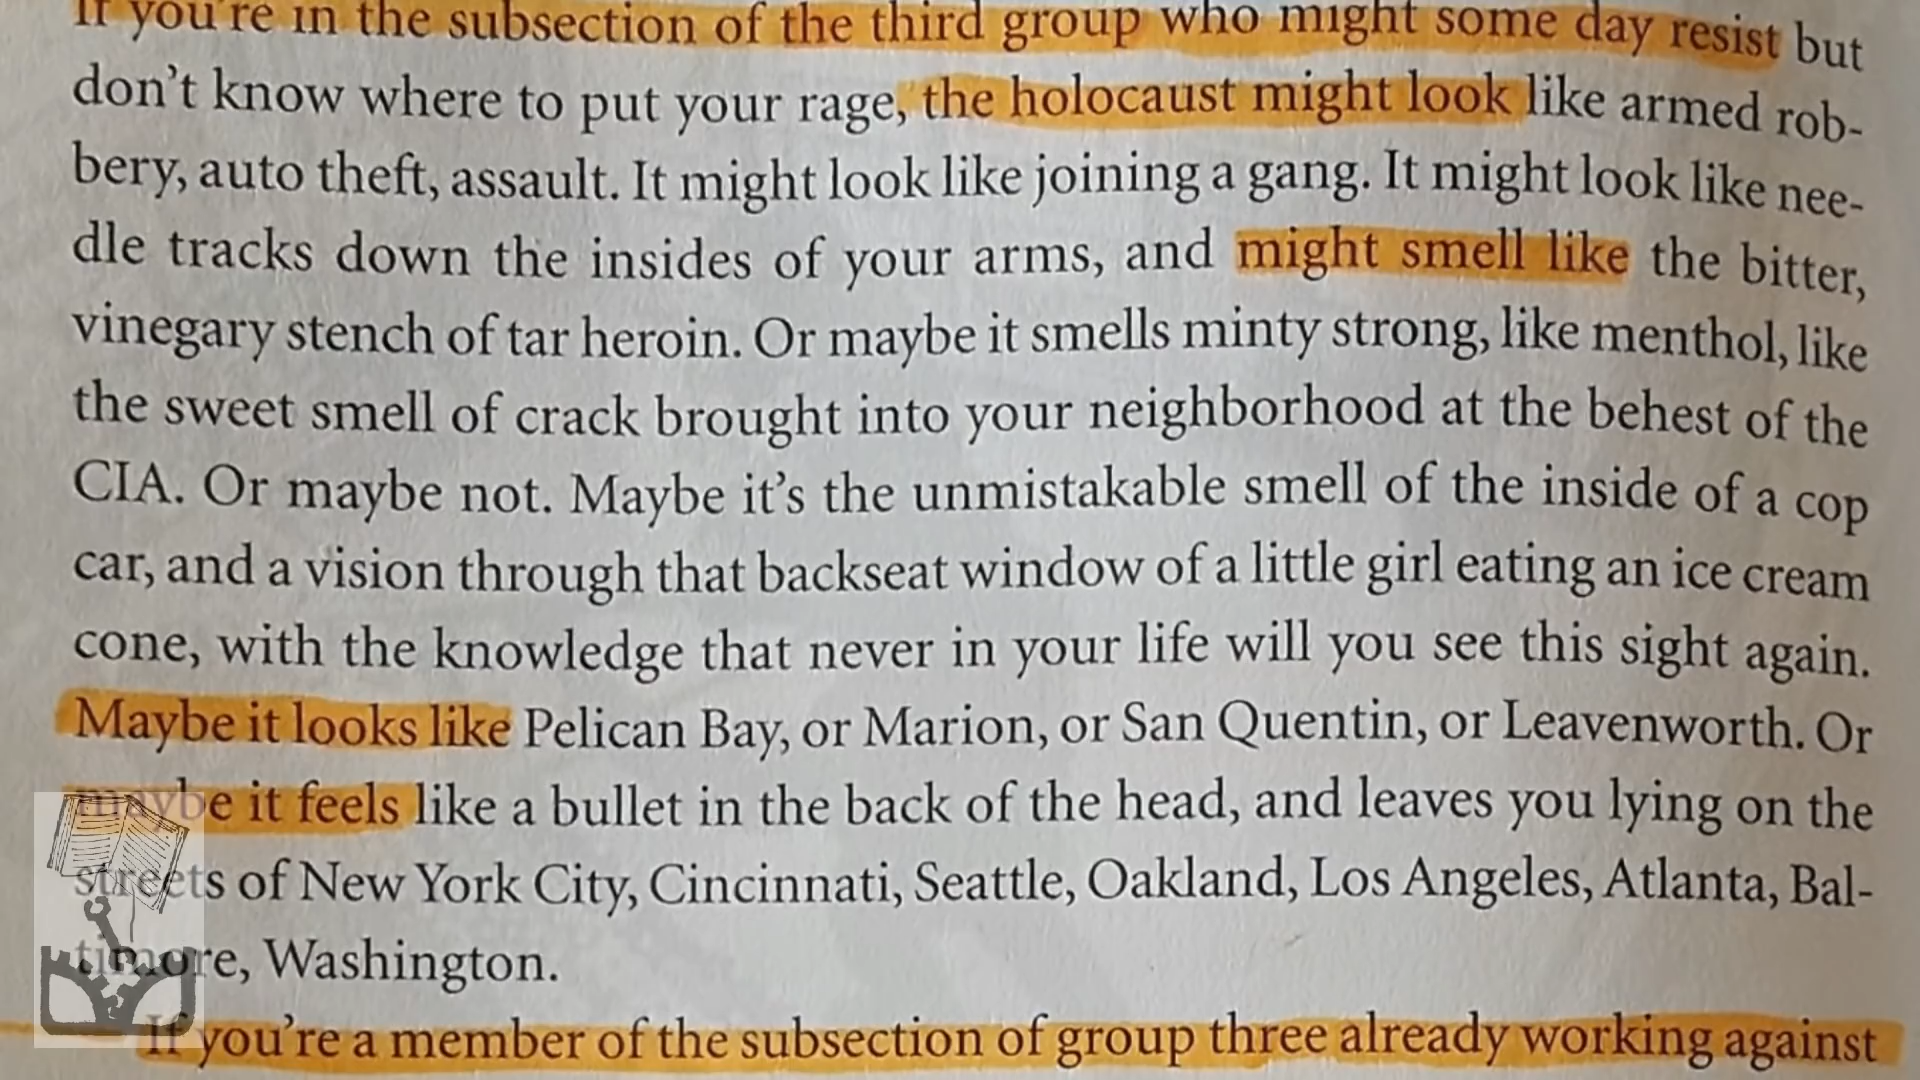 If you're in the subsection of the third group who might some day resist but
don't know where to put your rage, the holocaust might look like armed rob-
bery, auto theft, assault. It might look like joining a gang. It might look like nee-
dle tracks down the insides of your arms, and might smell like the bitter,
vinegary stench of tar heroin. Or maybe it smells minty strong, like menthol, like
the sweet smell of crack brought into your neighborhood at the behest of the
CIA. Or maybe not. Maybe it's the unmistakable smell of the inside of a cop
car, and a vision through that backseat window of a little girl eating an ice cream
cone, with the knowledge that never in your life will you see this sight again.
Maybe it looks like Pelican Bay, or Marion, or San Quentin, or Leavenworth. Or
maybe it feels like a bullet in the back of the head, and leaves you lying on the
streets of New York City, Cincinnati, Seattle, Oakland, Los Angeles, Atlanta, Bal-
timore, Washington.
If you're a member of the subsection of group three already working against